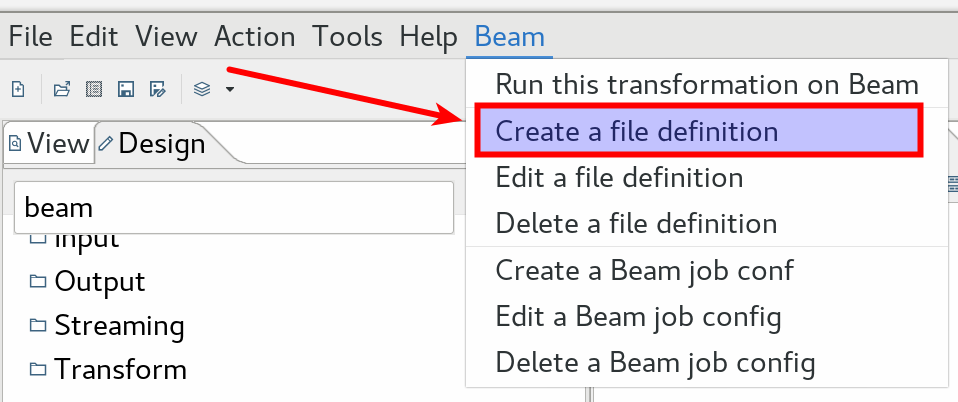 File Edit View Action Tools Help Beam
Run this transformation on Beam
Create a file definition
Edit a file definition
Delete a file definition
Create a Beam job conf
Edit a Beam job config
Delete a Beam job config
View Design
beam
Input
Output
Streaming
Transform